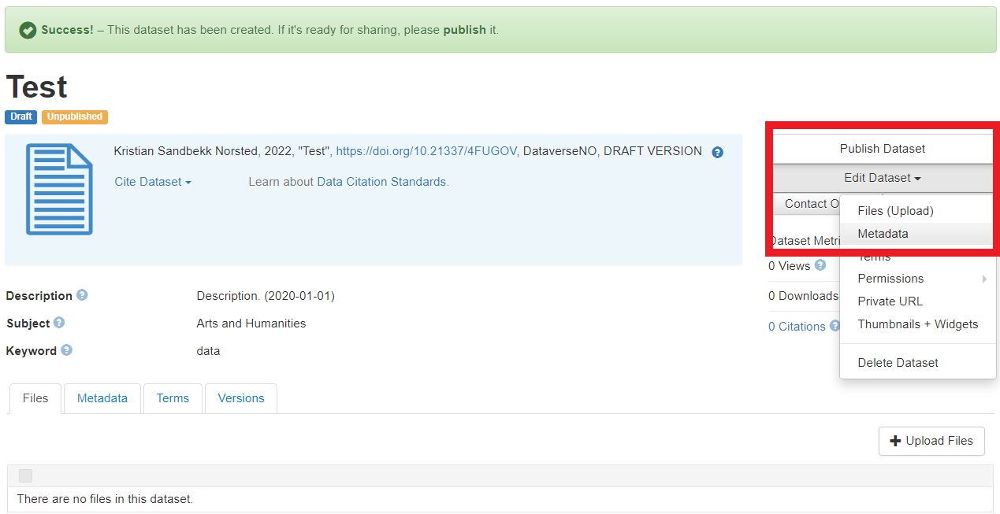 Success! – This dataset has been created. If it's ready for sharing, please publish it.
Test
Draft Unpublished
Kristian Sandbekk Norsted, 2022, "Test", https://doi.org/10.21337/4FUGOV, DataverseNO, DRAFT VERSION
Cite Dataset
Learn about Data Citation Standards.
Publish Dataset
Edit Dataset
Contact O
Files (Upload)
Metadata
Terms
Permissions
Private URL
Thumbnails + Widgets
Delete Dataset
Dataset Metri
0 Views
0 Downloads
0 Citations
Description Description. (2020-01-01)
Subject Arts and Humanities
Keyword data
Files Metadata Terms Versions
Upload Files
There are no files in this dataset.